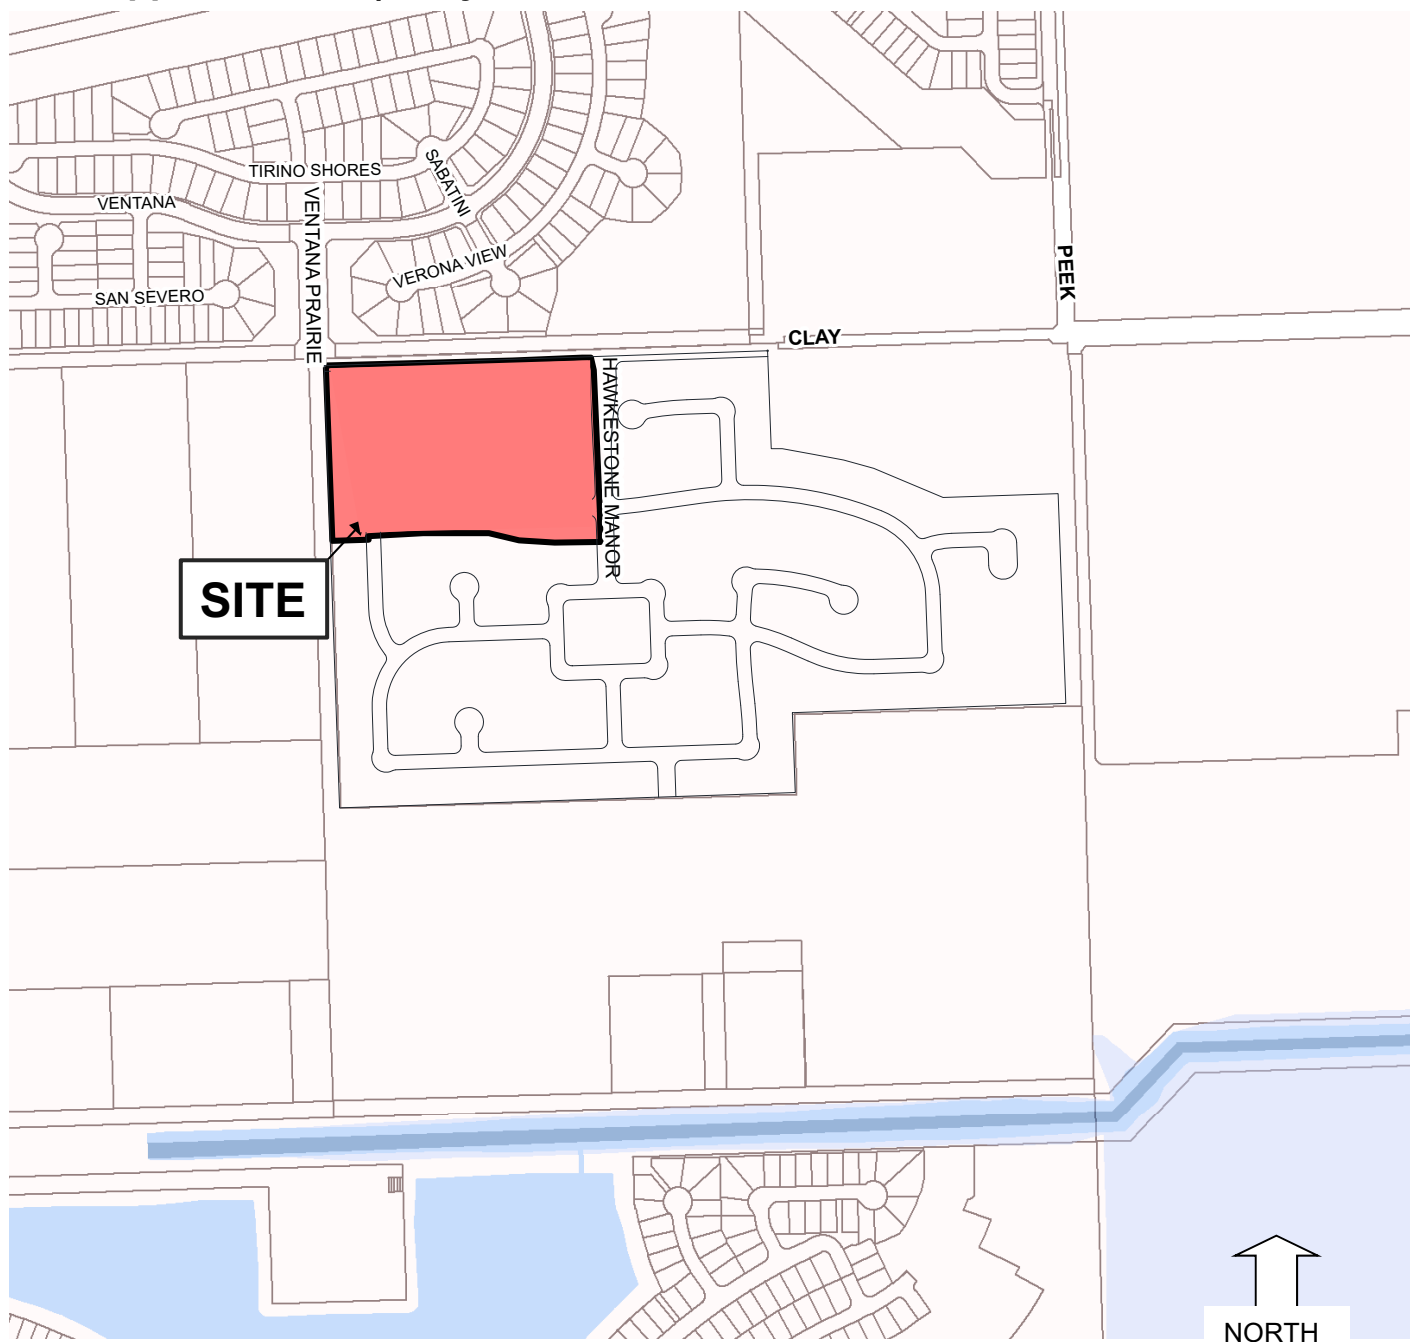 TIRINO SHORES
SABATINI
VENTANA
VENTANA PRAIRIE
VERONA VIEW
SAN SEVERO
PEEK
CLAY
HAWKESTONE MANOR
SITE
NORTH